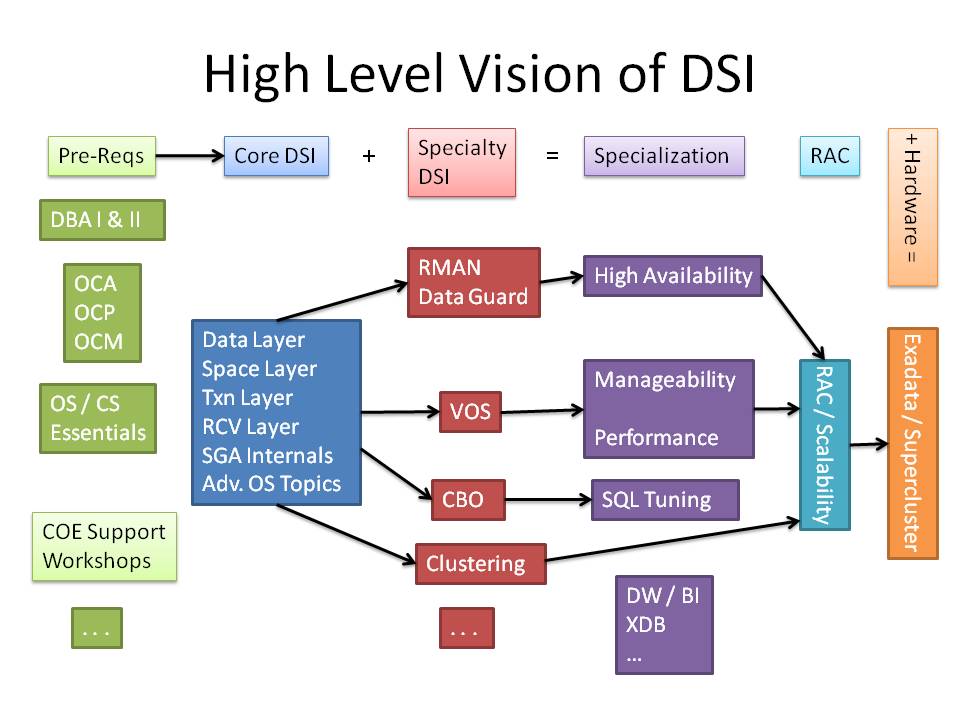 High Level Vision of DSI
Pre-Reqs
Core DSI
+
Specialty
DSI
=
Specialization
RAC
+ Hardware =
DBA I & II
OCA
OCP
OCM
OS / CS
Essentials
COE Support
Workshops
. . .
Data Layer
Space Layer
Txn Layer
RCV Layer
SGA Internals
Adv. OS Topics
RMAN
Data Guard
VOS
CBO
Clustering
. . .
High Availability
Manageability
Performance
SQL Tuning
DW / BI
XDB
...
RAC / Scalability
Exadata / Supercluster